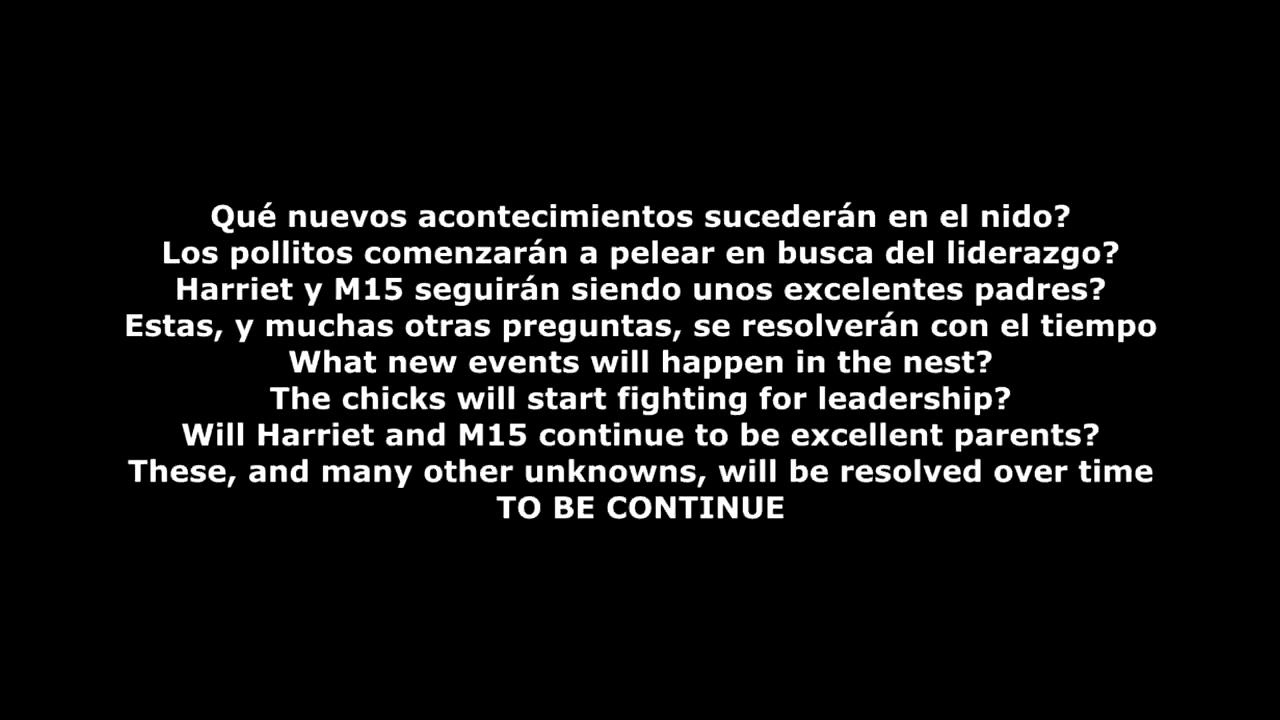 Qué nuevos acontecimientos sucederán en el nido?
Los pollitos comenzarán a pelear en busca del liderazgo?
Harriet y M15 seguirán siendo unos excelentes padres?
Estas, y muchas otras preguntas, se resolverán con el tiempo
What new events will happen in the nest?
The chicks will start fighting for leadership?
Will Harriet and M15 continue to be excellent parents?
These, and many other unknowns, will be resolved over time
TO BE CONTINUE